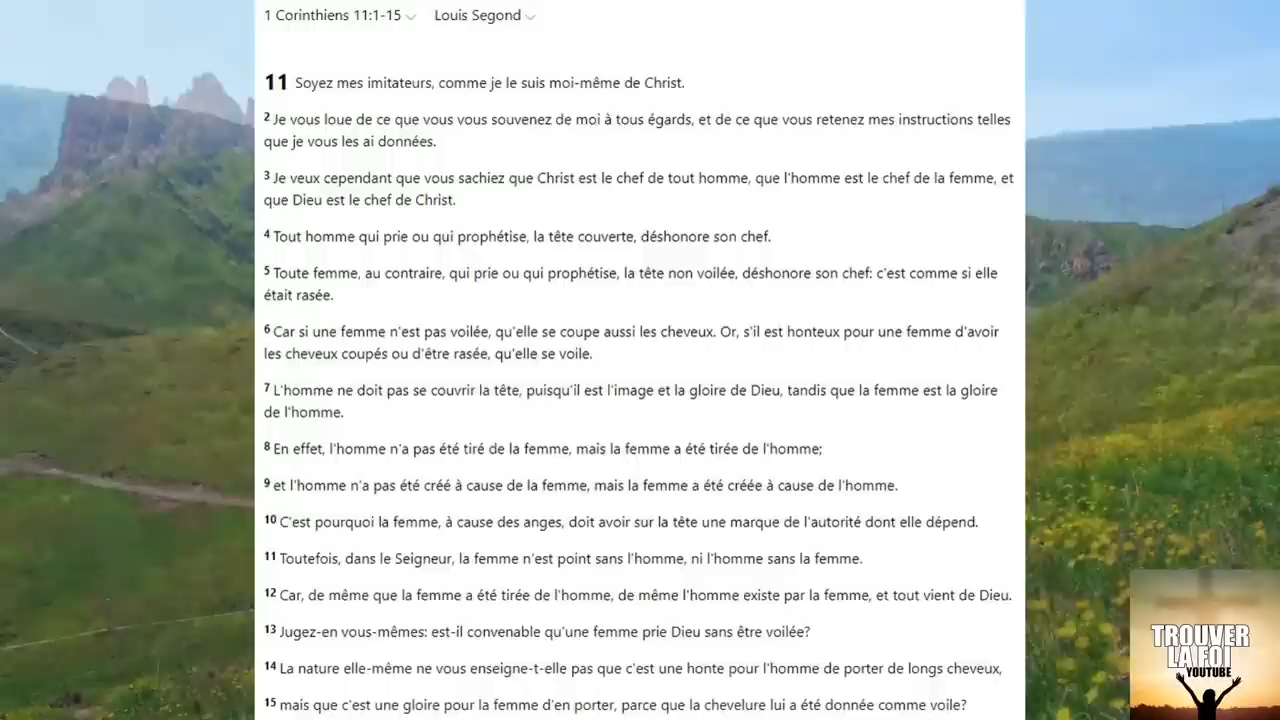 1 Corinthiens 11:1-15 Louis Segond
11 Soyez mes imitateurs, comme je le suis moi-même de Christ.
2 Je vous loue de ce que vous vous souvenez de moi à tous égards, et de ce que vous retenez mes instructions telles
que je vous les ai données.
3 Je veux cependant que vous sachiez que Christ est le chef de tout homme, que l'homme est le chef de la femme, et
que Dieu est le chef de Christ.
4 Tout homme qui prie ou qui prophétise, la tête couverte, déshonore son chef.
5 Toute femme, au contraire, qui prie ou qui prophétise, la tête non voilée, déshonore son chef: c'est comme si elle
était rasée.
6 Car si une femme n'est pas voilée, qu'elle se coupe aussi les cheveux. Or, s'il est honteux pour une femme d'avoir
les cheveux coupés ou d'être rasée, qu'elle se voile.
7 L'homme ne doit pas se couvrir la tête, puisqu'il est l'image et la gloire de Dieu, tandis que la femme est la gloire
de l'homme.
8 En effet, l'homme n'a pas été tiré de la femme, mais la femme a été tirée de l'homme;
9 et l'homme n'a pas été créé à cause de la femme, mais la femme a été créée à cause de l'homme.
10 C'est pourquoi la femme, à cause des anges, doit avoir sur la tête une marque de l'autorité dont elle dépend.
11 Toutefois, dans le Seigneur, la femme n'est point sans l'homme, ni l'homme sans la femme.
12 Car, de même que la femme a été tirée de l'homme, de même l'homme existe par la femme, et tout vient de Dieu.
13 Jugez-en vous-mêmes: est-il convenable qu'une femme prie Dieu sans être voilée?
14 La nature elle-même ne vous enseigne-t-elle pas que c'est une honte pour l'homme de porter de longs cheveux,
15 mais que c'est une gloire pour la femme d'en porter, parce que la chevelure lui a été donnée comme voile?
TROUVER
LA FOI
YOUTUBE